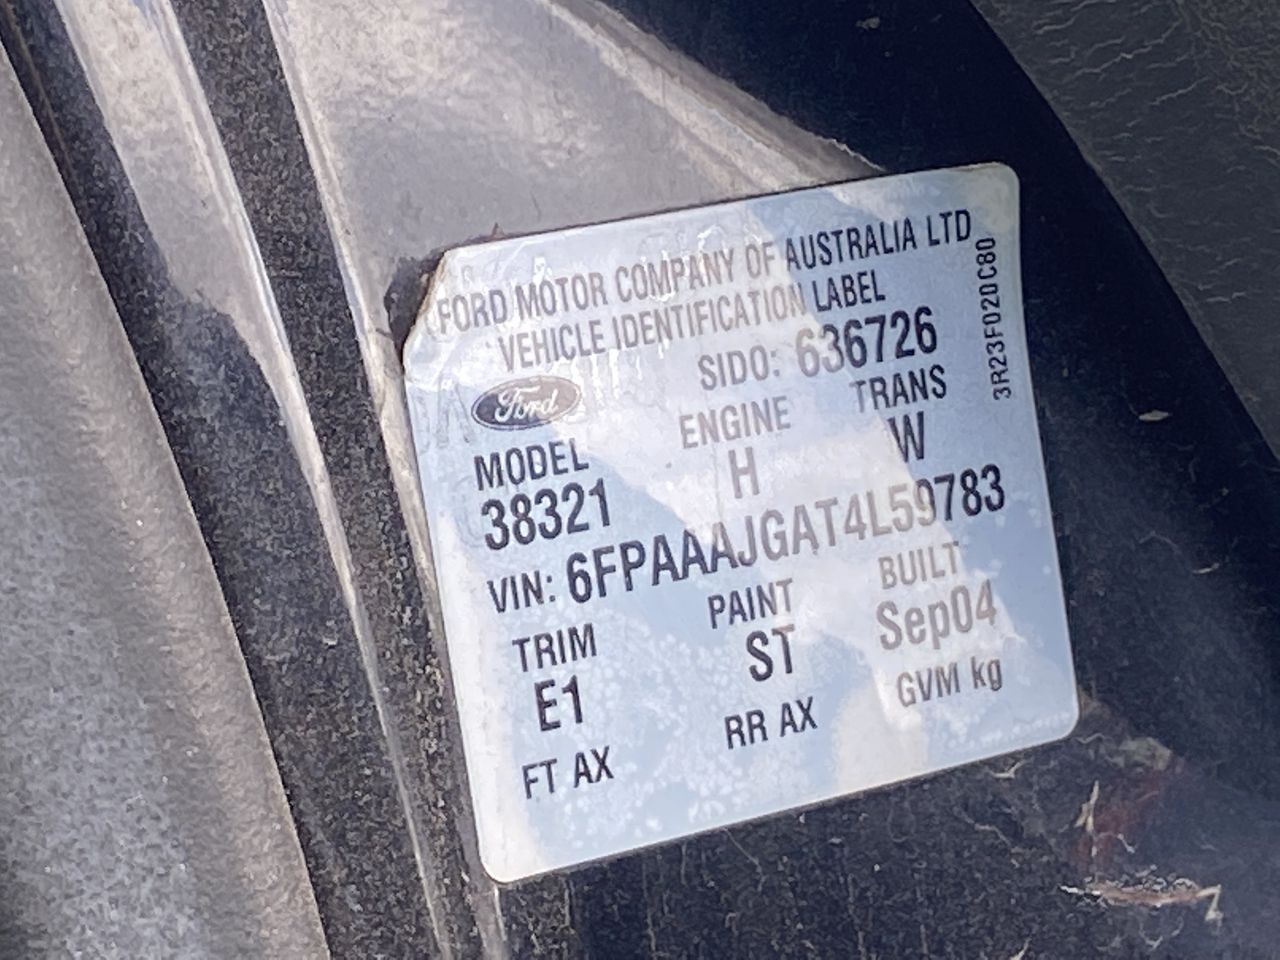 FORD MOTOR COMPANY OF AUSTRALIA LTD
VEHICLE IDENTIFICATION LABEL
Ford
SIDO: 636726
3R23F020C80
MODEL ENGINE TRANS
38321 H W
VIN: 6FPAAAJGAT4L59783
TRIM PAINT BUILT
E1 ST Sep04
FT AX RR AX GVM kg